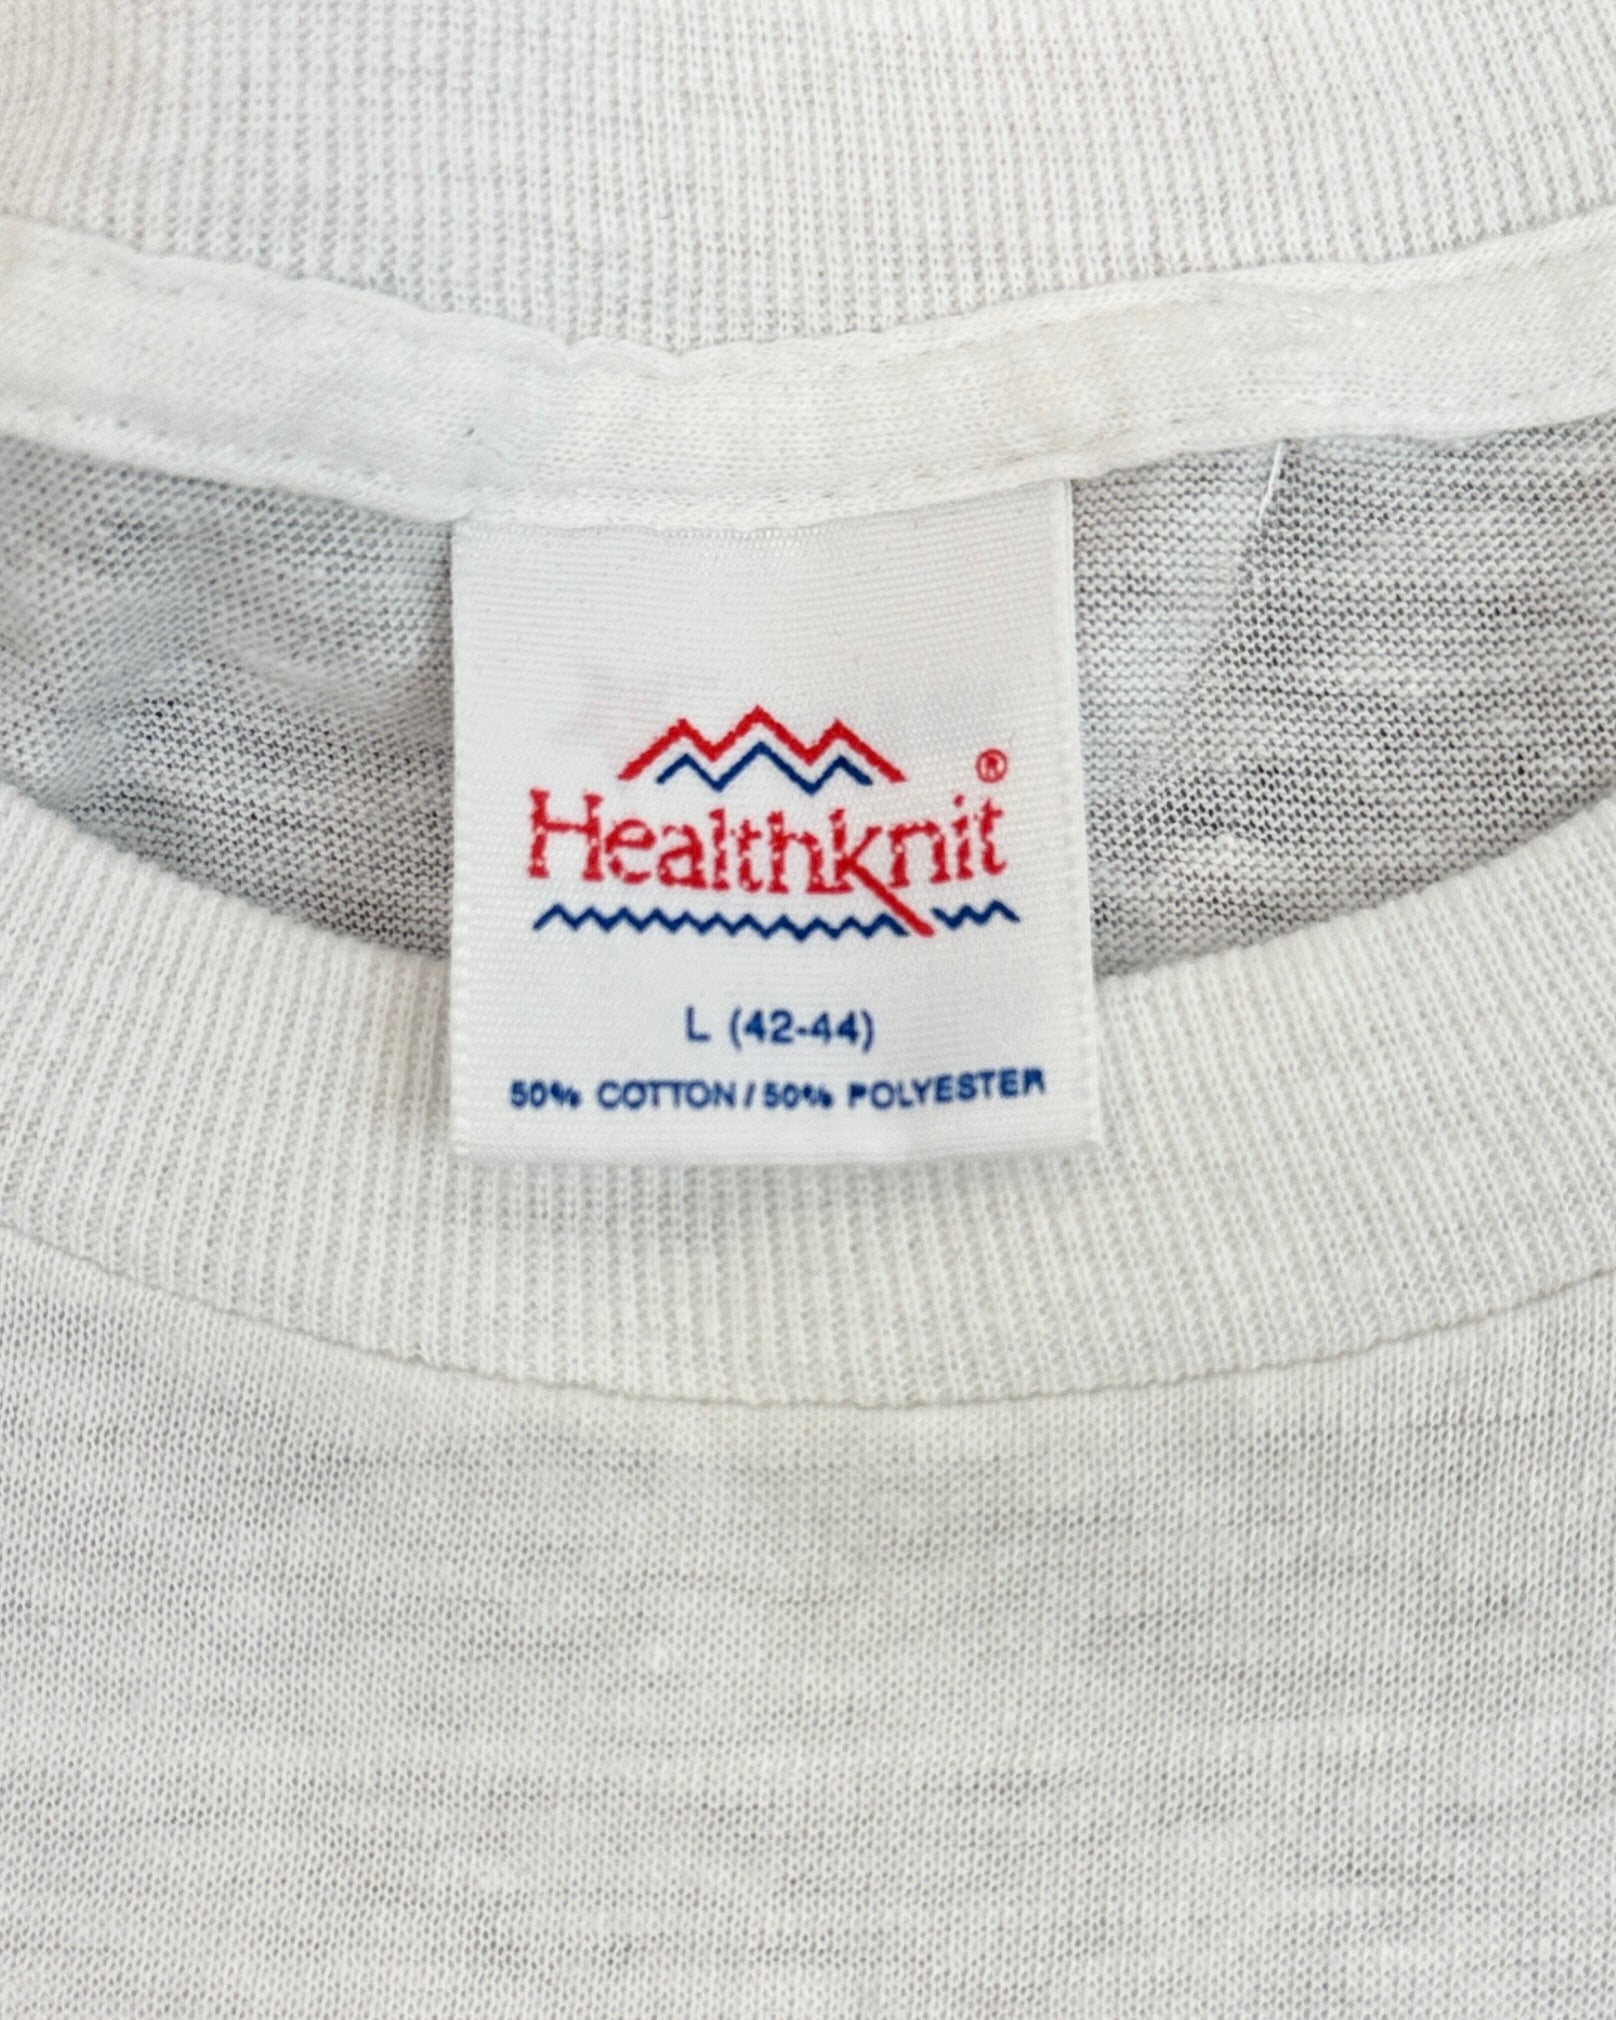 Healthknit®
L (42-44)
50% COTTON / 50% POLYESTER